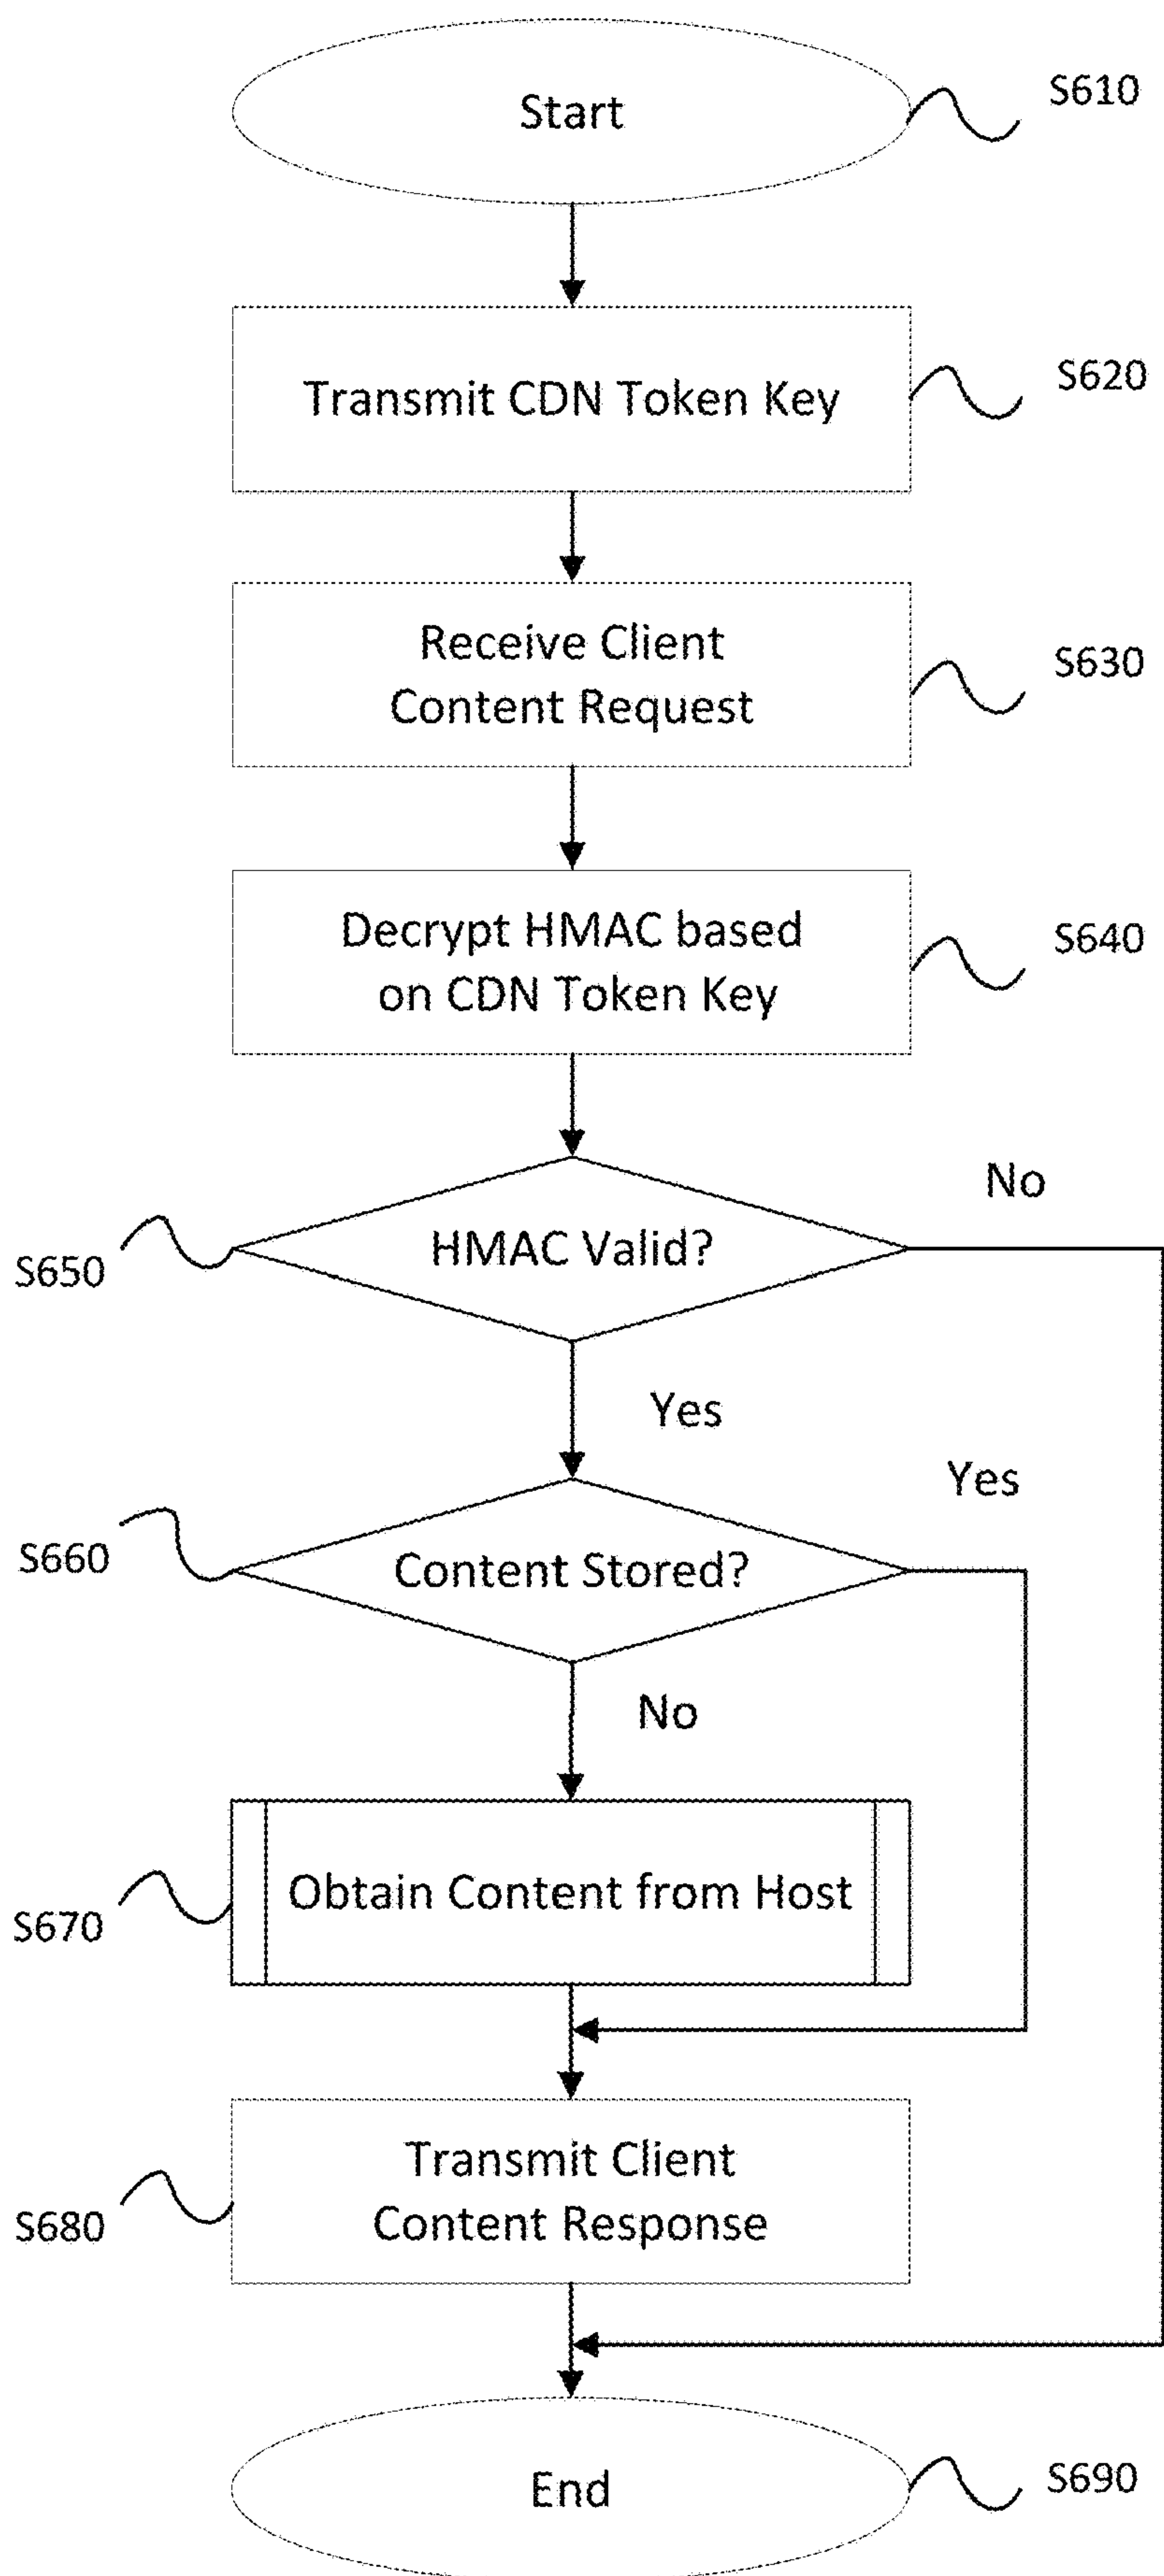 Start
S610
Transmit CDN Token Key
S620
Receive Client
Content Request
S630
Decrypt HMAC based
on CDN Token Key
S640
No
HMAC Valid?
S650
Yes
Yes
Content Stored?
S660
No
Obtain Content from Host
S670
Transmit Client
Content Response
S680
End
S690